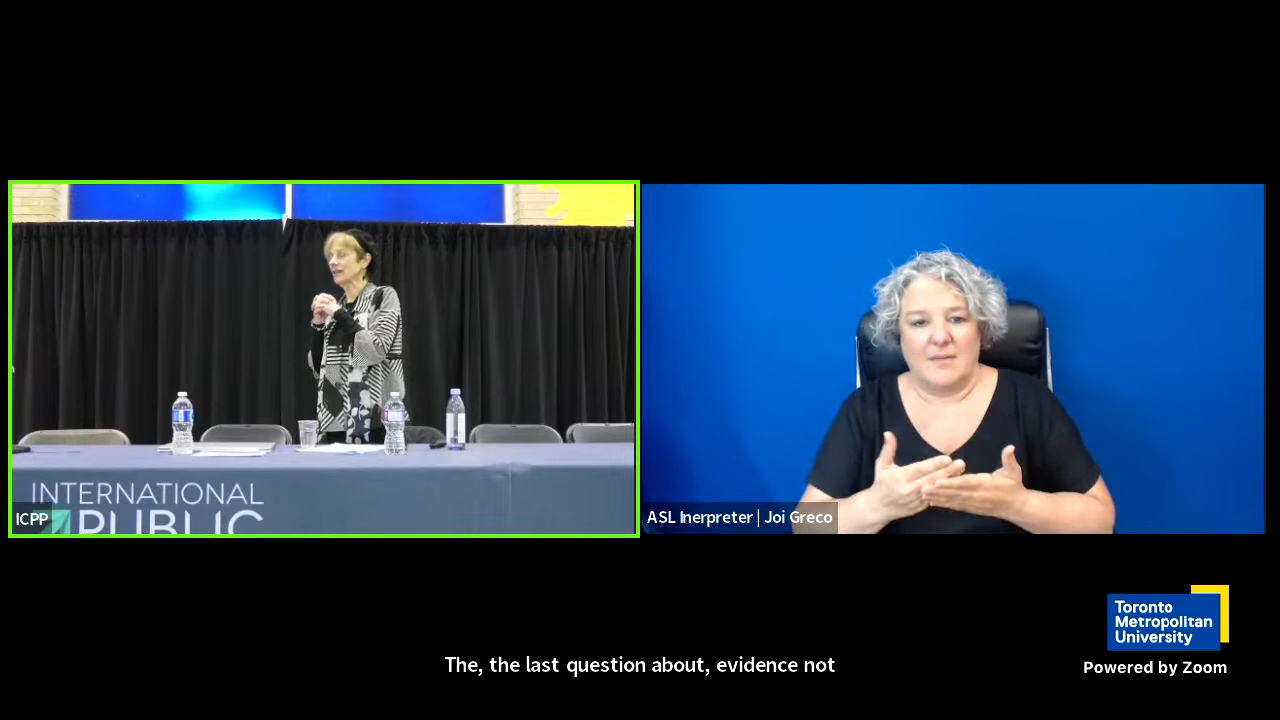 INTERNATIONAL
PUBLIC
ICPP
ASL Inerpreter | Joi Greco
Toronto
Metropolitan
University
Powered by Zoom
The, the last question about, evidence not